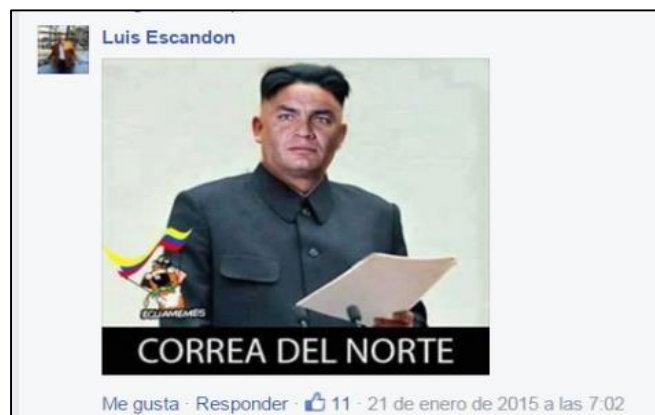 Luis Escandon
ECUAMEMES
CORREA DEL NORTE
Me gusta · Responder · 11 · 21 de enero de 2015 a las 7:02